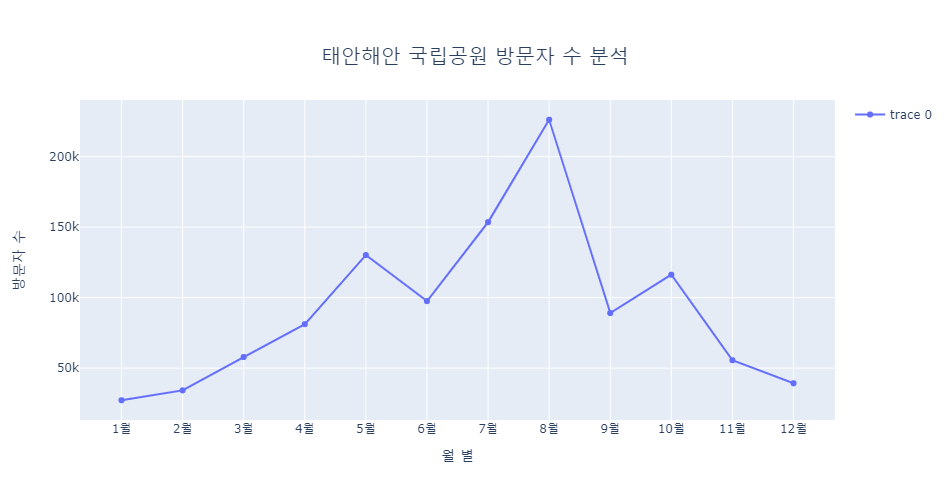 태안해안 국립공원 방문자 수 분석
trace 0
200k
150k
100k
50k
방문자 수
1월 2월 3월 4월 5월 6월 7월 8월 9월 10월 11월 12월
월 별